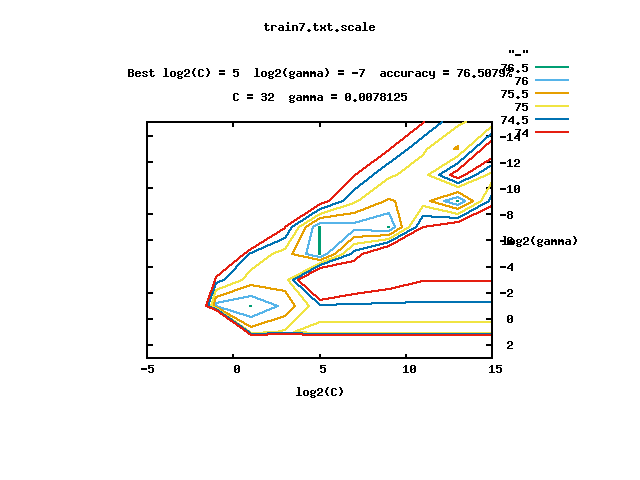 train7.txt.scale
"-"
Best log2(C) = 5 log2(gamma) = -7 accuracy = 76.5079%
76.5
76
C = 32 gamma = 0.0078125
75.5
75
74.5
74
-14
-12
-10
-8
-6
log2(gamma)
-4
-2
0
2
-5 0 5 10 15
log2(C)